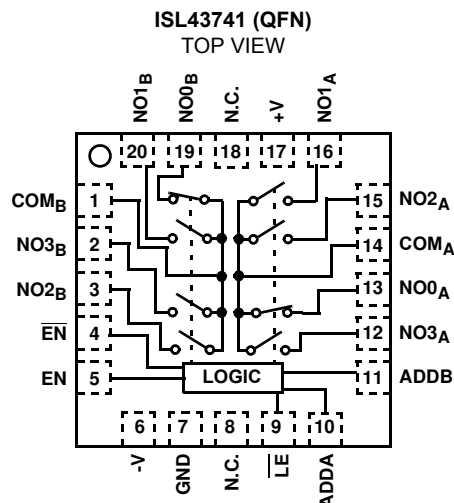 ISL43741 (QFN)
TOP VIEW
NO1B
NO0B
N.C.
+V
NO1A
20
19
18
17
16
COMB
1
15
NO2A
NO3B
2
14
COMA
NO2B
3
13
NO0A
EN
4
12
NO3A
EN
5
LOGIC
11
ADDB
6
7
8
9
10
-V
GND
N.C.
LE
ADDA